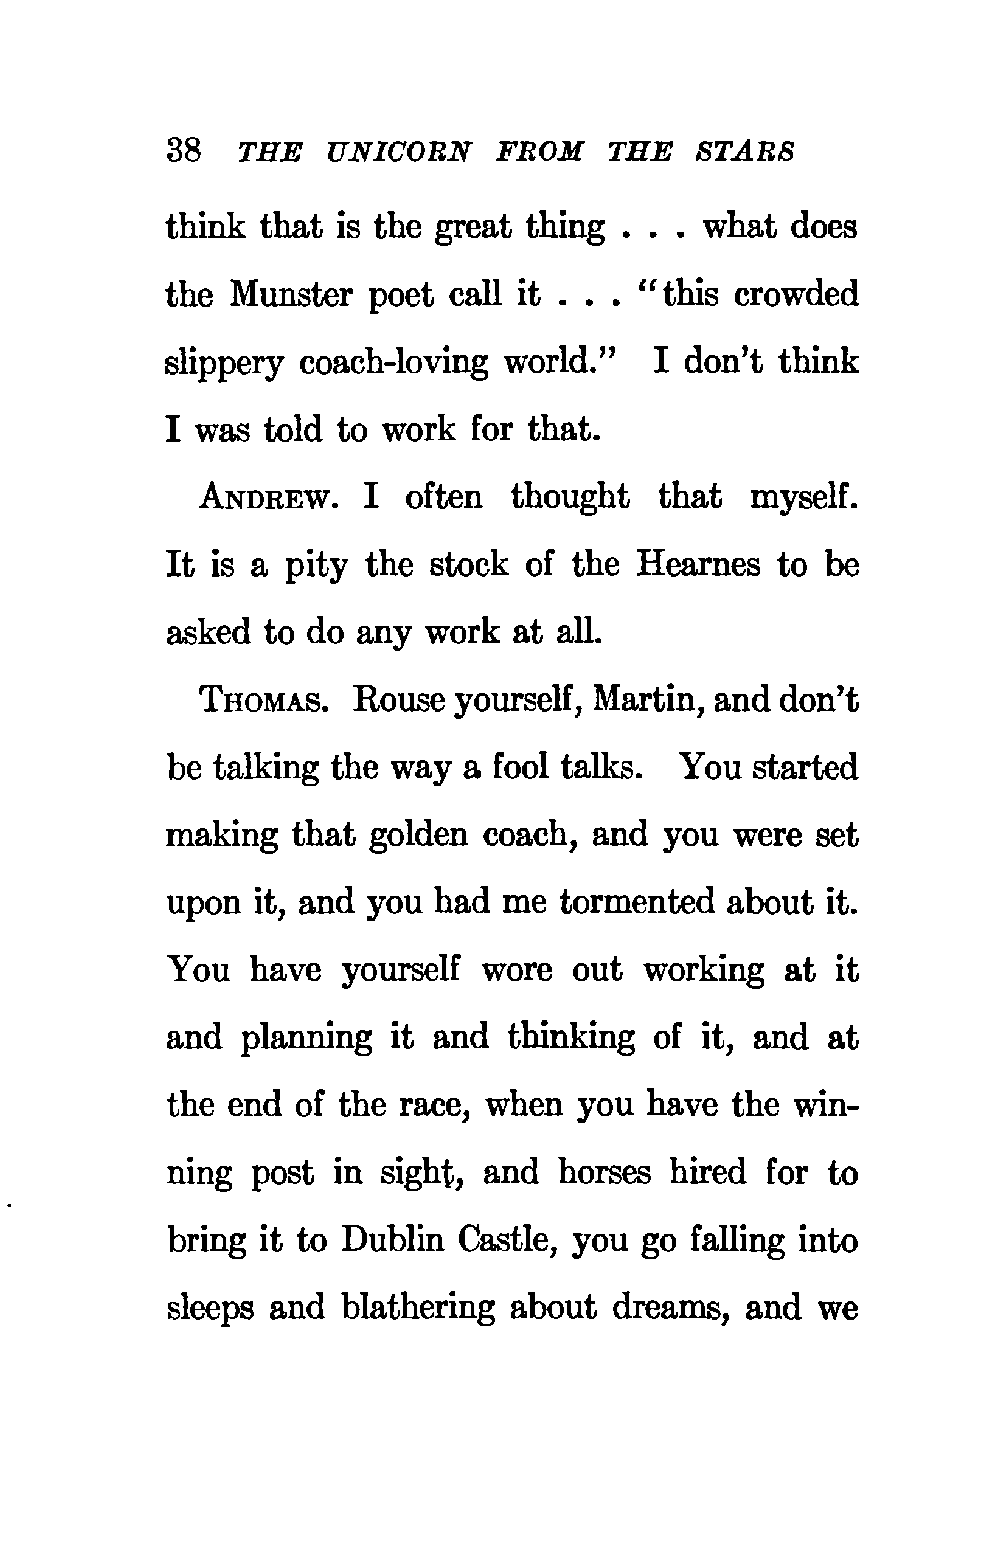 38 THE UNICORN FROM THE STARS
think that is the great thing . . . what does
the Munster poet call it . . . “this crowded
slippery coach-loving world.” I don’t think
I was told to work for that.
ANDREW. I often thought that myself.
It is a pity the stock of the Hearnes to be
asked to do any work at all.
THOMAS. Rouse yourself, Martin, and don’t
be talking the way a fool talks. You started
making that golden coach, and you were set
upon it, and you had me tormented about it.
You have yourself wore out working at it
and planning it and thinking of it, and at
the end of the race, when you have the win-
ning post in sight, and horses hired for to
bring it to Dublin Castle, you go falling into
sleeps and blathering about dreams, and we